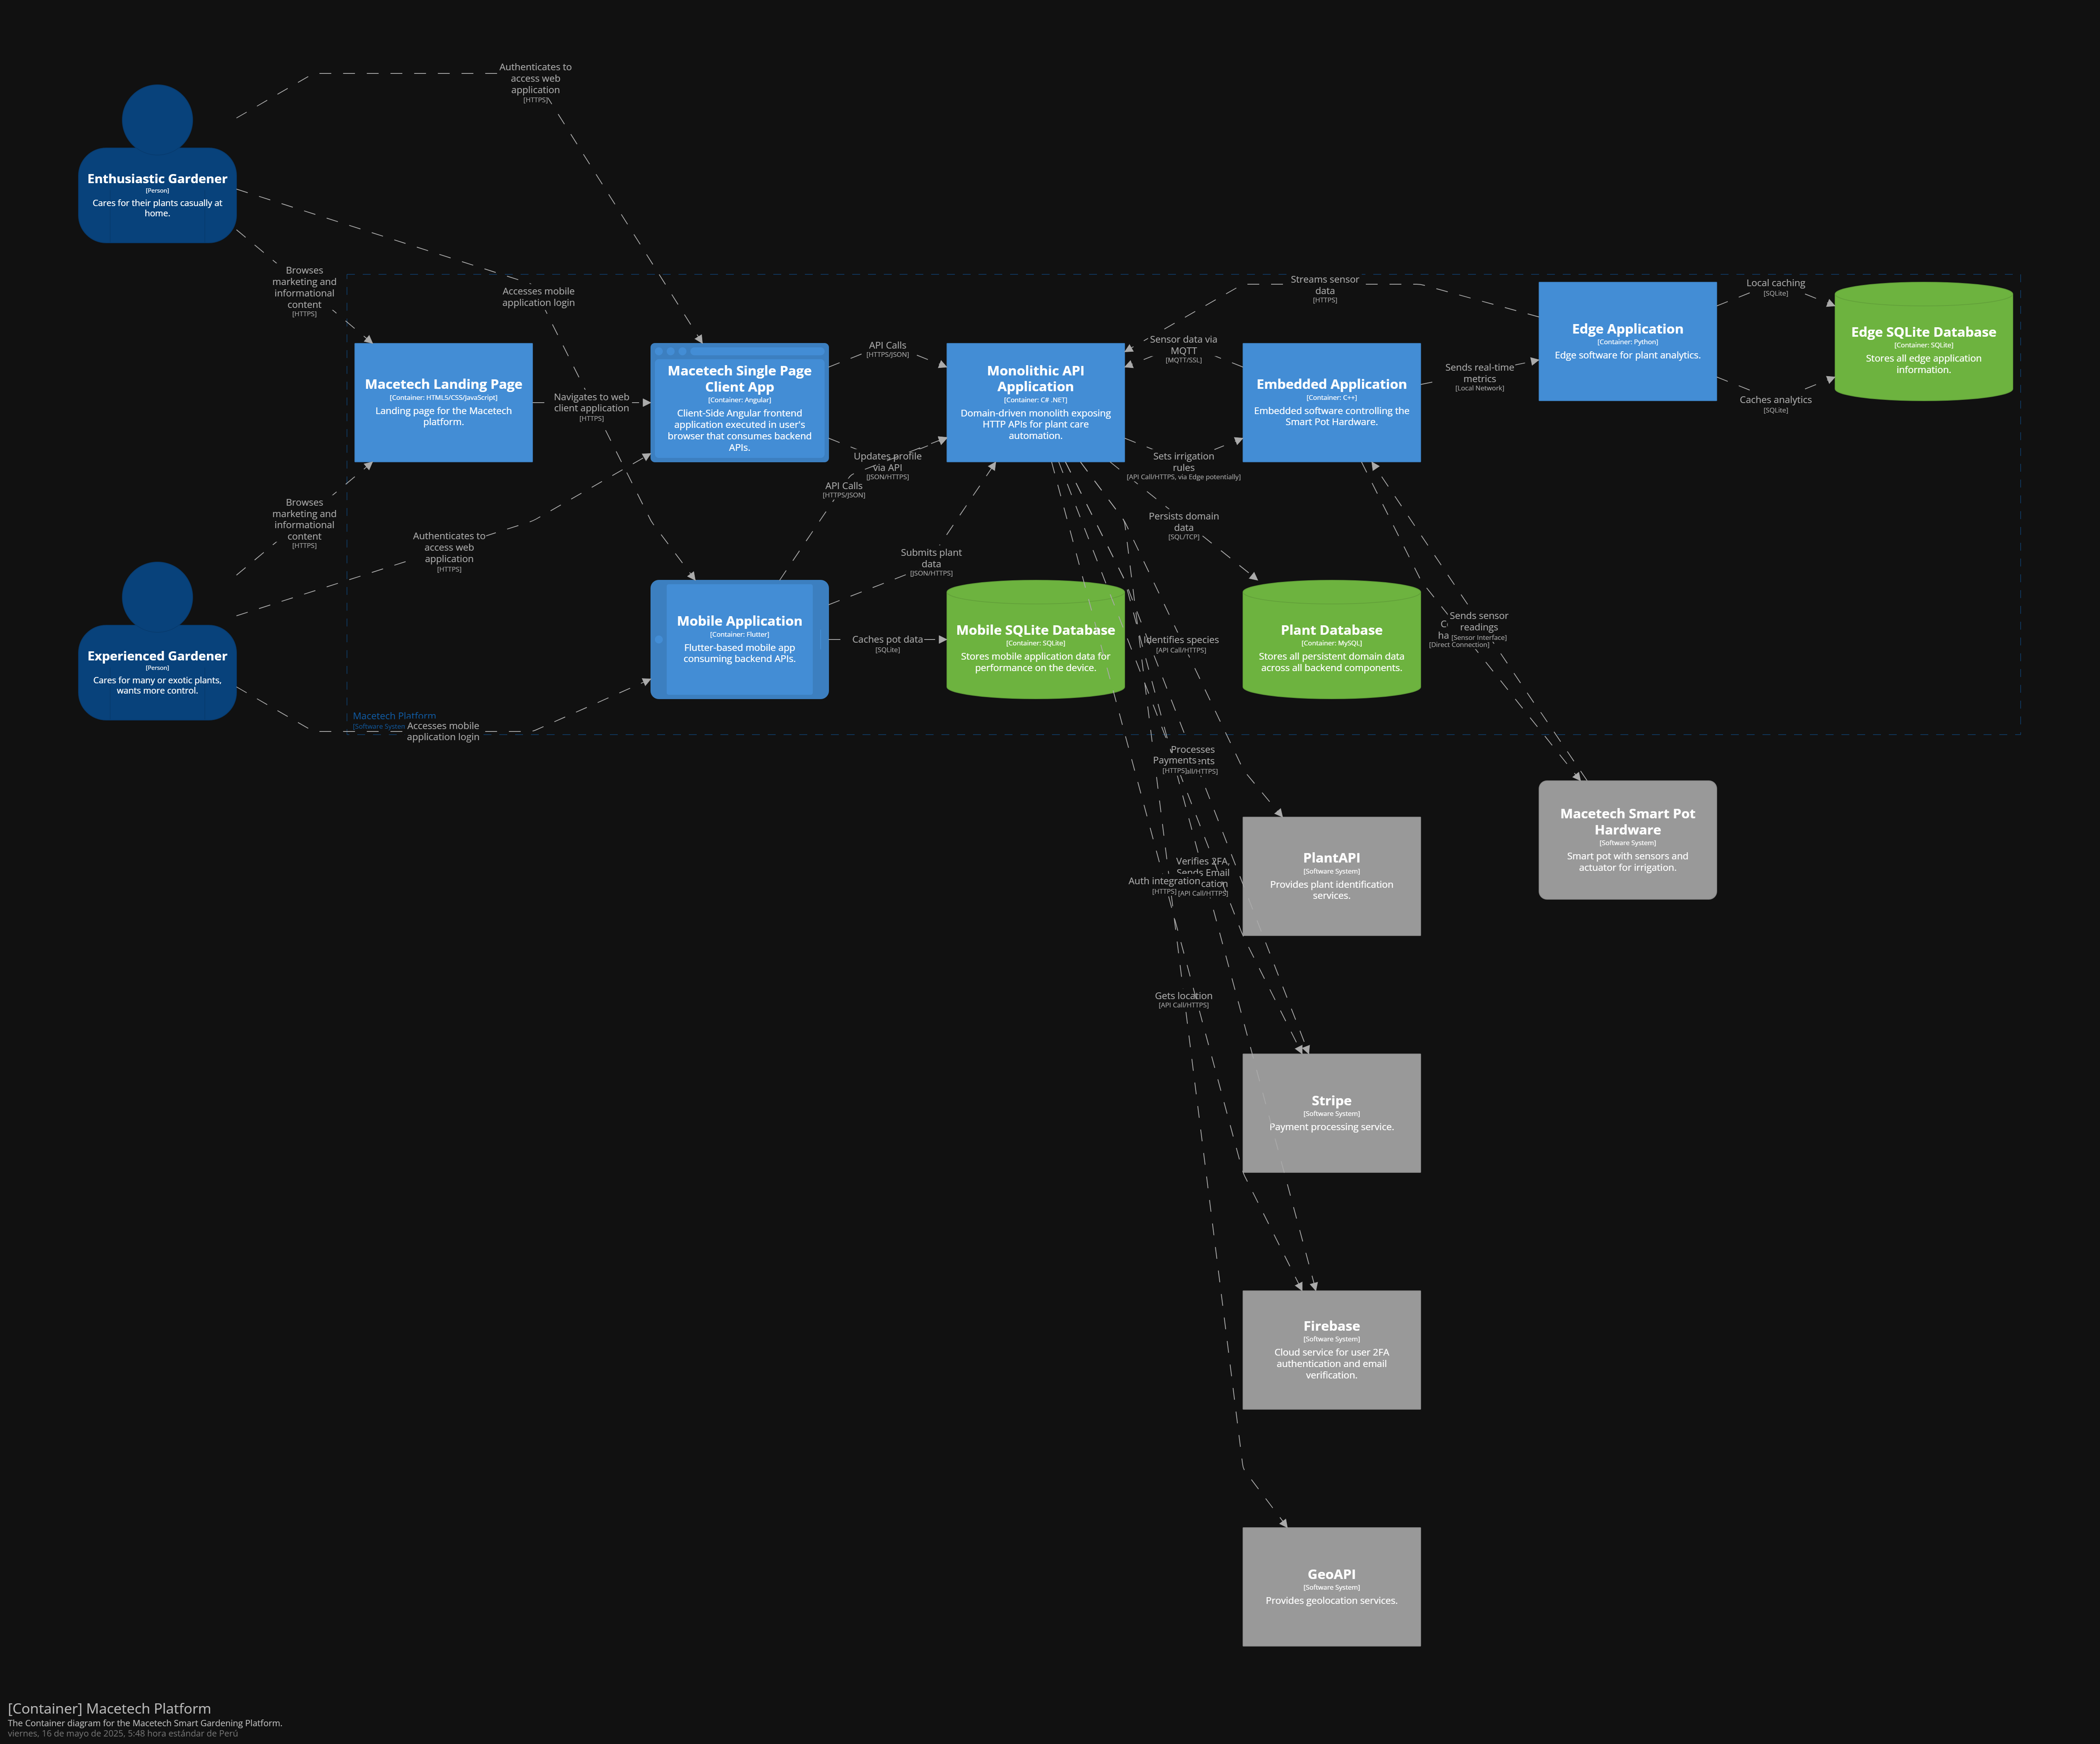 Authenticates to
access web
application
[HTTPS]
Enthusiastic Gardener
[Person]
Cares for their plants casually at
home.
Browses
marketing and
informational
content
[HTTPS]
Accesses mobile
application login
Streams sensor
data
[HTTPS]
Local caching
[SQLite]
Macetech Landing Page
[Container: HTML5/CSS/JavaScript]
Landing page for the Macetech
platform.
Navigates to web
client application
[HTTPS]
Macetech Single Page
Client App
[Container: Angular]
Client-Side Angular frontend
application executed in user's
browser that consumes backend
APIs.
API Calls
[HTTPS/JSON]
Monolithic API
Application
[Container: C# .NET]
Domain-driven monolith exposing
HTTP APIs for plant care
automation.
Sensor data via
MQTT
[MQTT/SSL]
Embedded Application
[Container: C++]
Embedded software controlling the
Smart Pot Hardware.
Sends real-time
metrics
[Local Network]
Edge Application
[Container: Python]
Edge software for plant analytics.
Edge SQLite Database
[Container: SQLite]
Stores all edge application
information.
Caches analytics
[SQLite]
Updates profile
via API
[JSON/HTTPS]
API Calls
[HTTPS/JSON]
Sets irrigation
rules
[API Call/HTTPS, via Edge potentially]
Browses
marketing and
informational
content
[HTTPS]
Authenticates to
access web
application
[HTTPS]
Submits plant
data
[JSON/HTTPS]
Persists domain
data
[SQL/TCP]
Experienced Gardener
[Person]
Cares for many or exotic plants,
wants more control.
Mobile Application
[Container: Flutter]
Flutter-based mobile app
consuming backend APIs.
Caches pot data
[SQLite]
Mobile SQLite Database
[Container: SQLite]
Stores mobile application data for
performance on the device.
Identifies species
[API Call/HTTPS]
Plant Database
[Container: MySQL]
Stores all persistent domain data
across all backend components.
Sends sensor
readings
[Sensor Interface]
[Direct Connection]
Macetech Platform
[Software System
Accesses mobile
application login
Processes
Payments
[HTTPS]
Macetech Smart Pot
Hardware
[Software System]
Smart pot with sensors and
actuator for irrigation.
PlantAPI
[Software System]
Provides plant identification
services.
Verifies 2FA,
Sends Email
[API Call/HTTPS]
Auth integration
[HTTPS]
Gets location
[API Call/HTTPS]
Stripe
[Software System]
Payment processing service.
Firebase
[Software System]
Cloud service for user 2FA
authentication and email
verification.
GeoAPI
[Software System]
Provides geolocation services.
[Container] Macetech Platform
The Container diagram for the Macetech Smart Gardening Platform.
viernes, 16 de mayo de 2025, 5:48 hora estándar de Perú